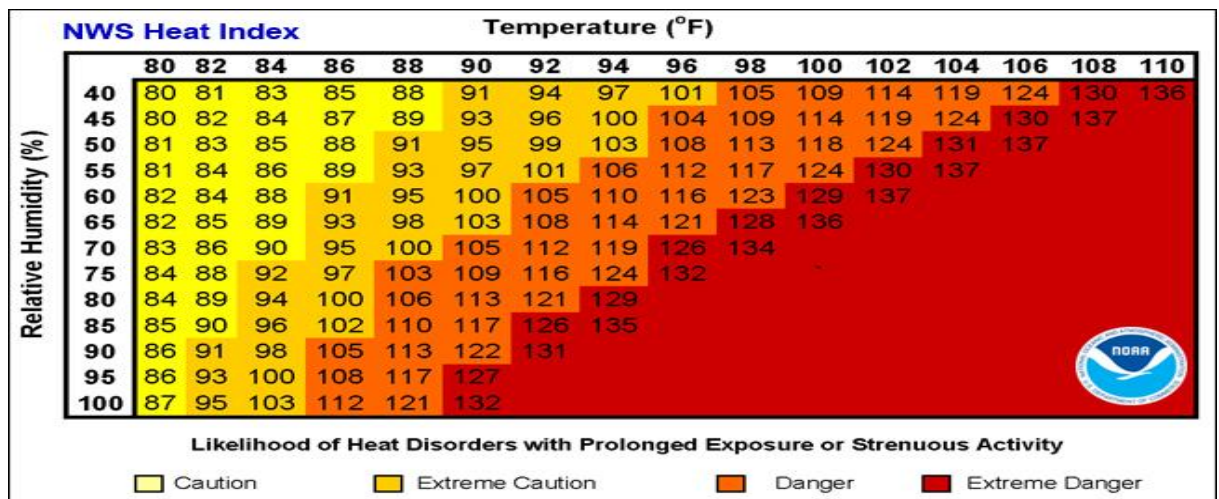 NWS Heat Index
Temperature (°F)
80 82 84 86 88 90 92 94 96 98 100 102 104 106 108 110
Relative Humidity (%)
40 80 81 83 85 88 91 94 97 101 105 109 114 119 124 130 136
45 80 82 84 87 89 93 96 100 104 109 114 119 124 130 137
50 81 83 85 88 91 95 99 103 108 113 118 124 131 137
55 81 84 86 89 93 97 101 106 112 117 124 130 137
60 82 84 88 91 95 100 105 110 116 123 129 137
65 82 85 89 93 98 103 108 114 121 128 136
70 83 86 90 95 100 105 112 119 126 134
75 84 88 92 97 103 109 116 124 132
80 84 89 94 100 106 113 121 129
85 85 90 96 102 110 117 126 135
90 86 91 98 105 113 122 131
95 86 93 100 108 117 127
100 87 95 103 112 121 132
NOAA
Likelihood of Heat Disorders with Prolonged Exposure or Strenuous Activity
Caution Extreme Caution Danger Extreme Danger